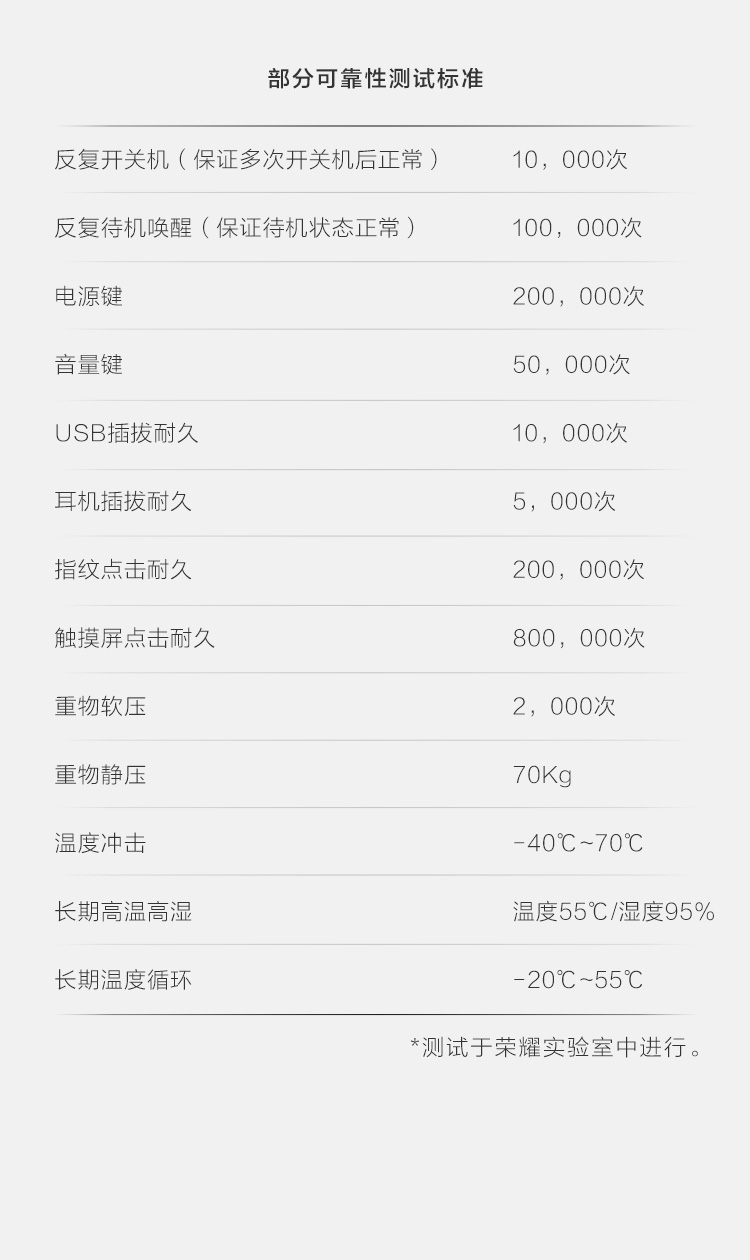 部分可靠性测试标准
反复开关机（保证多次开关机后正常） 10，000次
反复待机唤醒（保证待机状态正常） 100，000次
电源键 200，000次
音量键 50，000次
USB插拔耐久 10，000次
耳机插拔耐久 5，000次
指纹点击耐久 200，000次
触摸屏点击耐久 800，000次
重物软压 2，000次
重物静压 70Kg
温度冲击 -40℃~70℃
长期高温高湿 温度55℃/湿度95%
长期温度循环 -20℃~55℃
*测试于荣耀实验室中进行。